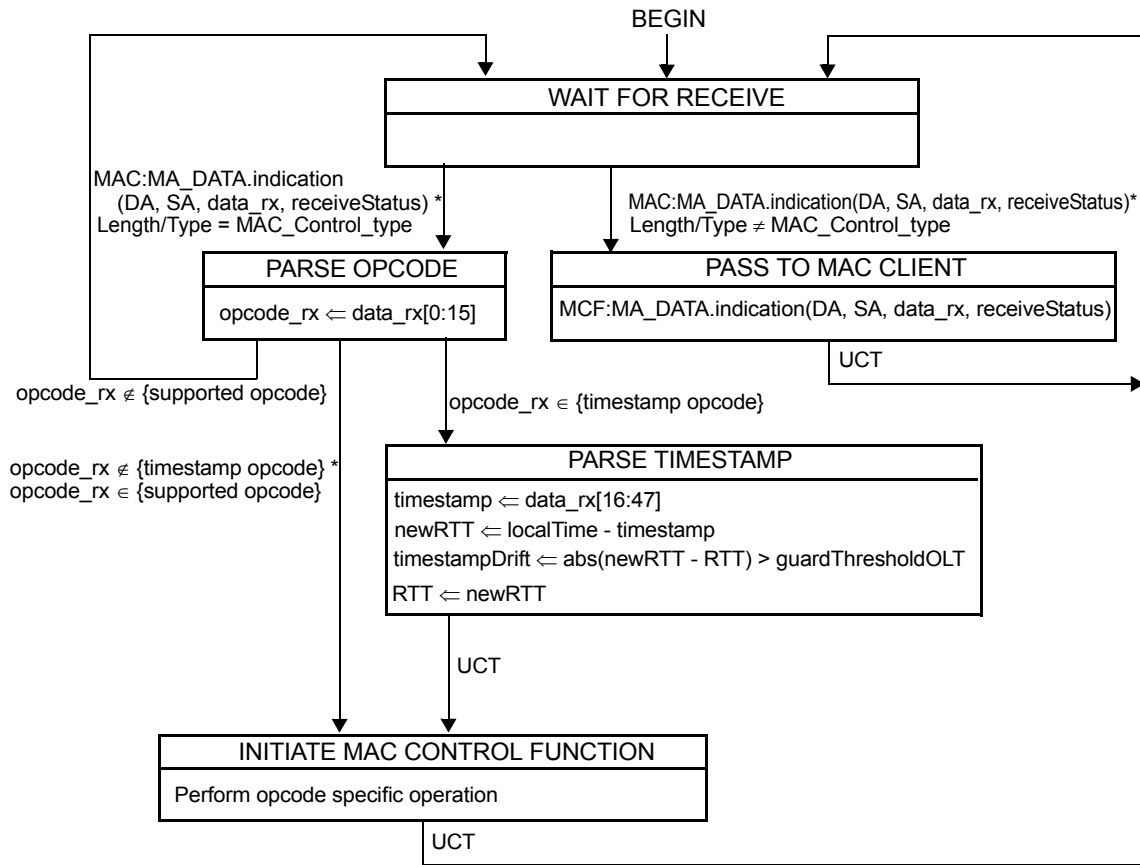 BEGIN
WAIT FOR RECEIVE
MAC:MA_DATA.indication
(DA, SA, data_rx, receiveStatus) *
Length/Type = MAC_Control_type
MAC:MA_DATA.indication(DA, SA, data_rx, receiveStatus)*
Length/Type ≠ MAC_Control_type
PARSE OPCODE
opcode_rx ⇐ data_rx[0:15]
PASS TO MAC CLIENT
MCF:MA_DATA.indication(DA, SA, data_rx, receiveStatus)
UCT
opcode_rx ∉ {supported opcode}
opcode_rx ∈ {timestamp opcode}
opcode_rx ∉ {timestamp opcode} *
opcode_rx ∈ {supported opcode}
PARSE TIMESTAMP
timestamp ⇐ data_rx[16:47]
newRTT ⇐ localTime - timestamp
timestampDrift ⇐ abs(newRTT - RTT) > guardThresholdOLT
RTT ⇐ newRTT
UCT
INITIATE MAC CONTROL FUNCTION
Perform opcode specific operation
UCT